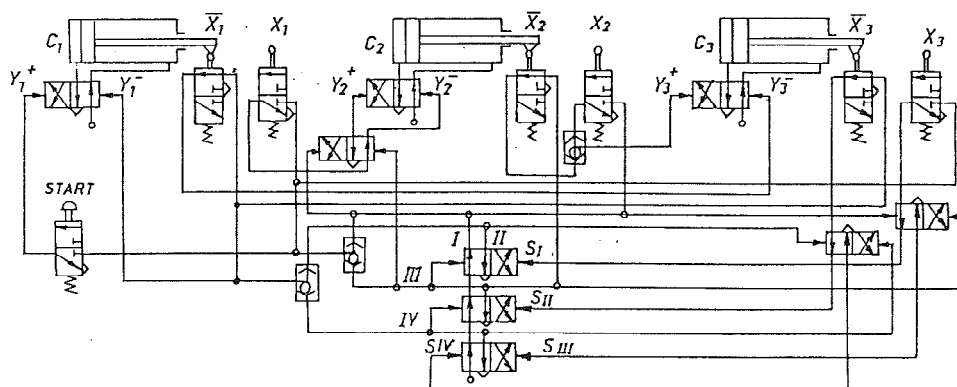 X̅1 X1 X̅2 X2 X̅3 X3
C1 C2 C3
Y1+ Y1- Y2+ Y2- Y3+ Y3-
START
I II SI
III
SII
IY
SIV SIII